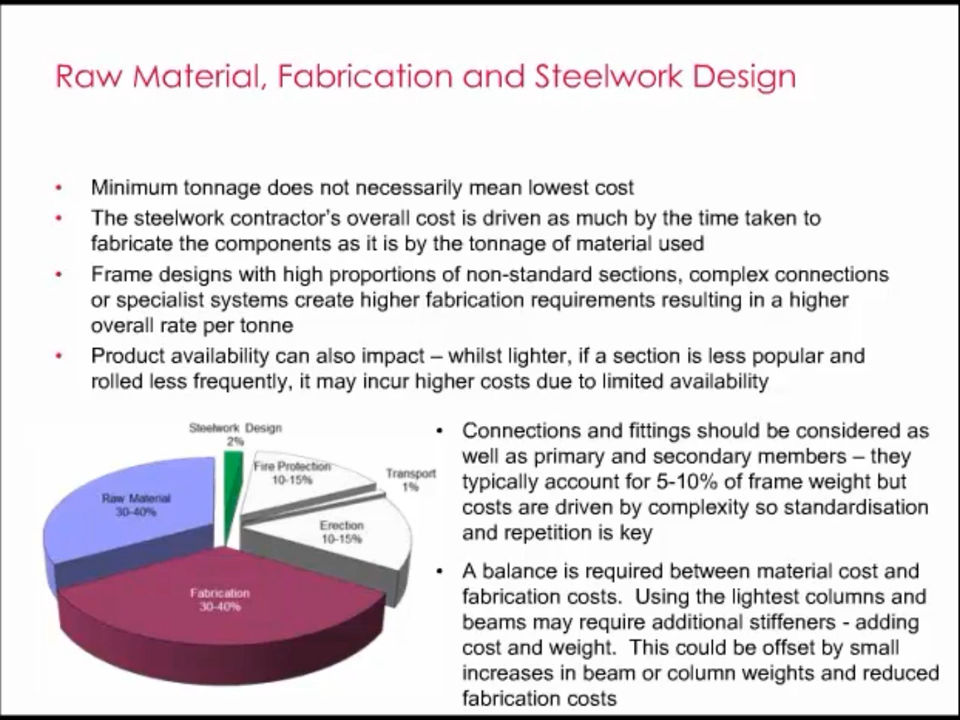 Raw Material, Fabrication and Steelwork Design
• Minimum tonnage does not necessarily mean lowest cost
• The steelwork contractor's overall cost is driven as much by the time taken to
fabricate the components as it is by the tonnage of material used
• Frame designs with high proportions of non-standard sections, complex connections
or specialist systems create higher fabrication requirements resulting in a higher
overall rate per tonne
• Product availability can also impact – whilst lighter, if a section is less popular and
rolled less frequently, it may incur higher costs due to limited availability
Steelwork Design
2%
Fire Protection
10-15%
Transport
1%
Raw Material
30-40%
Erection
10-15%
Fabrication
30-40%
• Connections and fittings should be considered as
well as primary and secondary members – they
typically account for 5-10% of frame weight but
costs are driven by complexity so standardisation
and repetition is key
• A balance is required between material cost and
fabrication costs. Using the lightest columns and
beams may require additional stiffeners - adding
cost and weight. This could be offset by small
increases in beam or column weights and reduced
fabrication costs